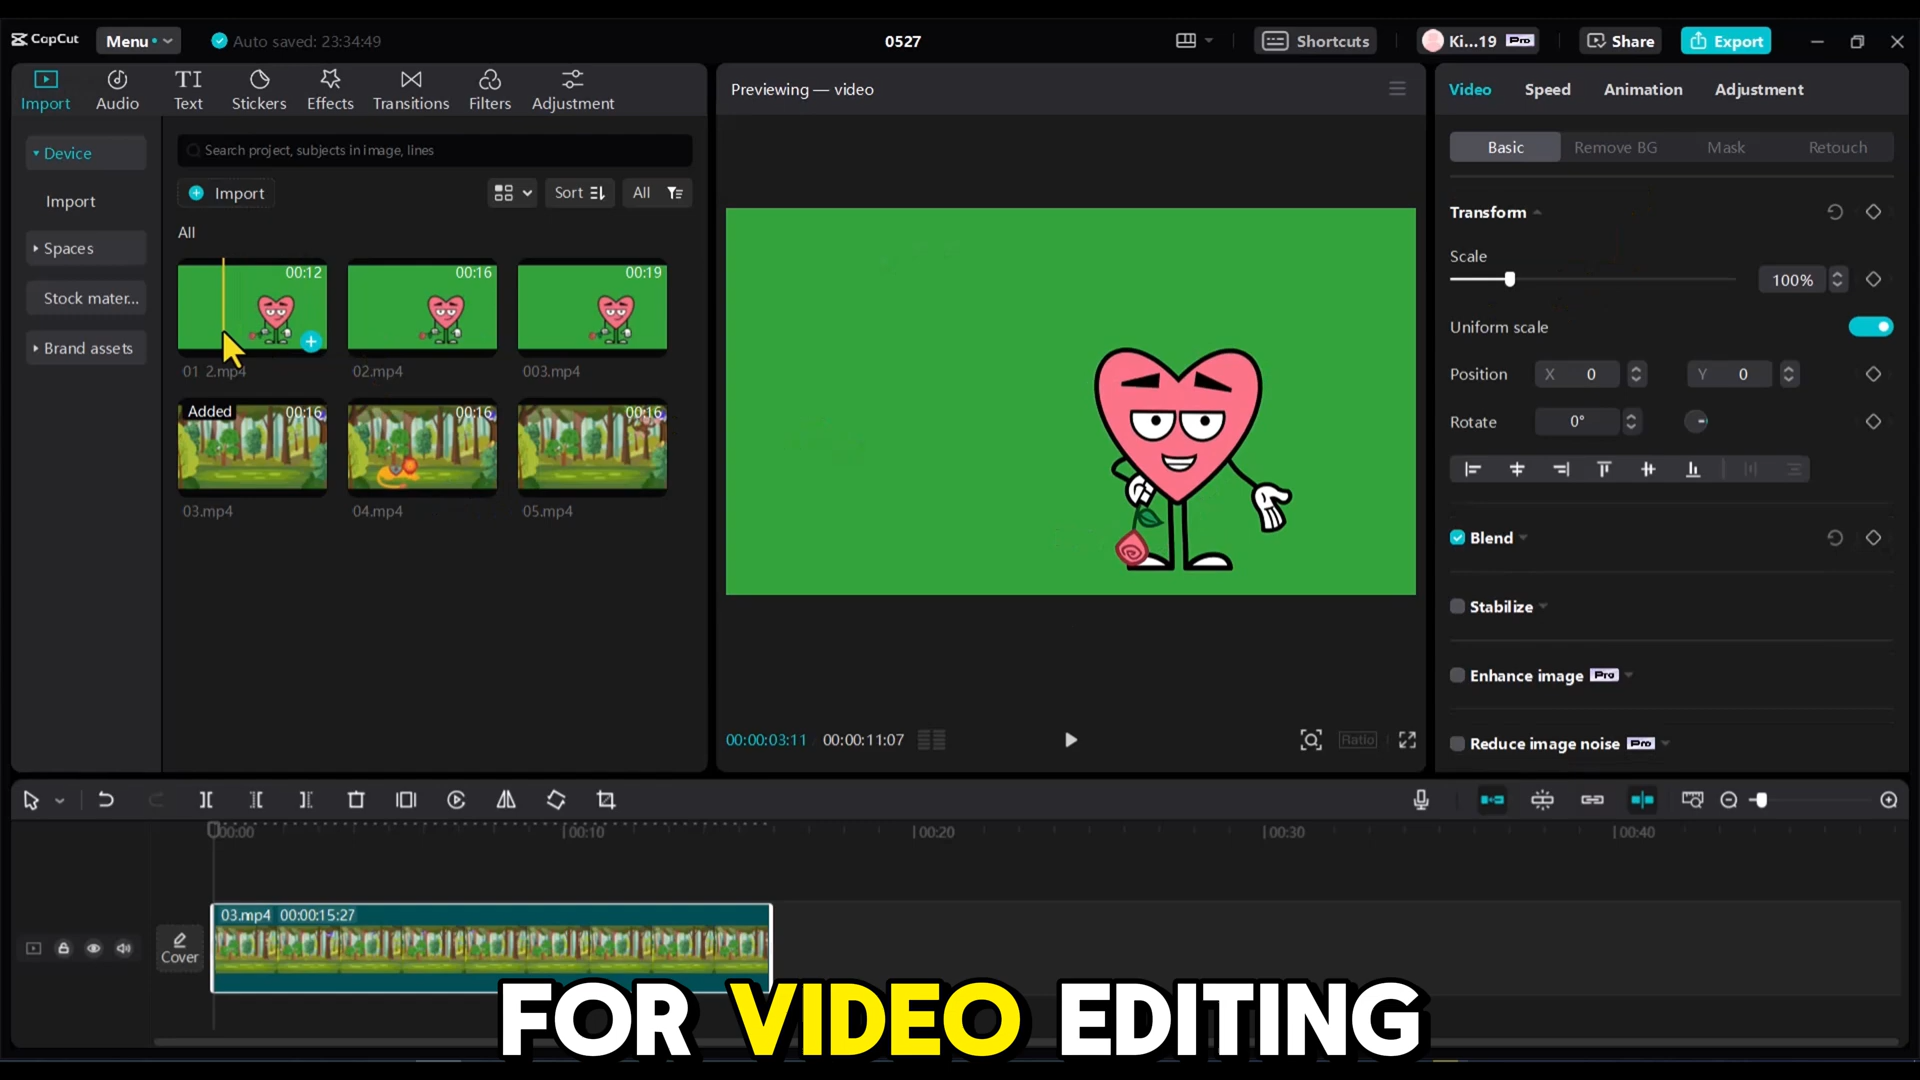 CapCut
Menu
Auto saved: 23:34:49
0527
Shortcuts
Ki...19 Pro
Share
Export
Import
Audio
Text
Stickers
Effects
Transitions
Filters
Adjustment
Device
Import
Spaces
Stock mater...
Brand assets
Search project, subjects in image, lines
Import
Sort
All
All
00:12
00:16
00:19
01 2.mp4
02.mp4
003.mp4
Added
00:16
00:16
00:16
03.mp4
04.mp4
05.mp4
Previewing — video
00:00:03:11
00:00:11:07
Ratio
Video
Speed
Animation
Adjustment
Basic
Remove BG
Mask
Retouch
Transform
Scale
100%
Uniform scale
Position
X 0
Y 0
Rotate
0°
Blend
Stabilize
Enhance image Pro
Reduce image noise Pro
00:00
00:10
00:20
00:30
00:40
03.mp4 00:00:15:27
Cover
FOR VIDEO EDITING